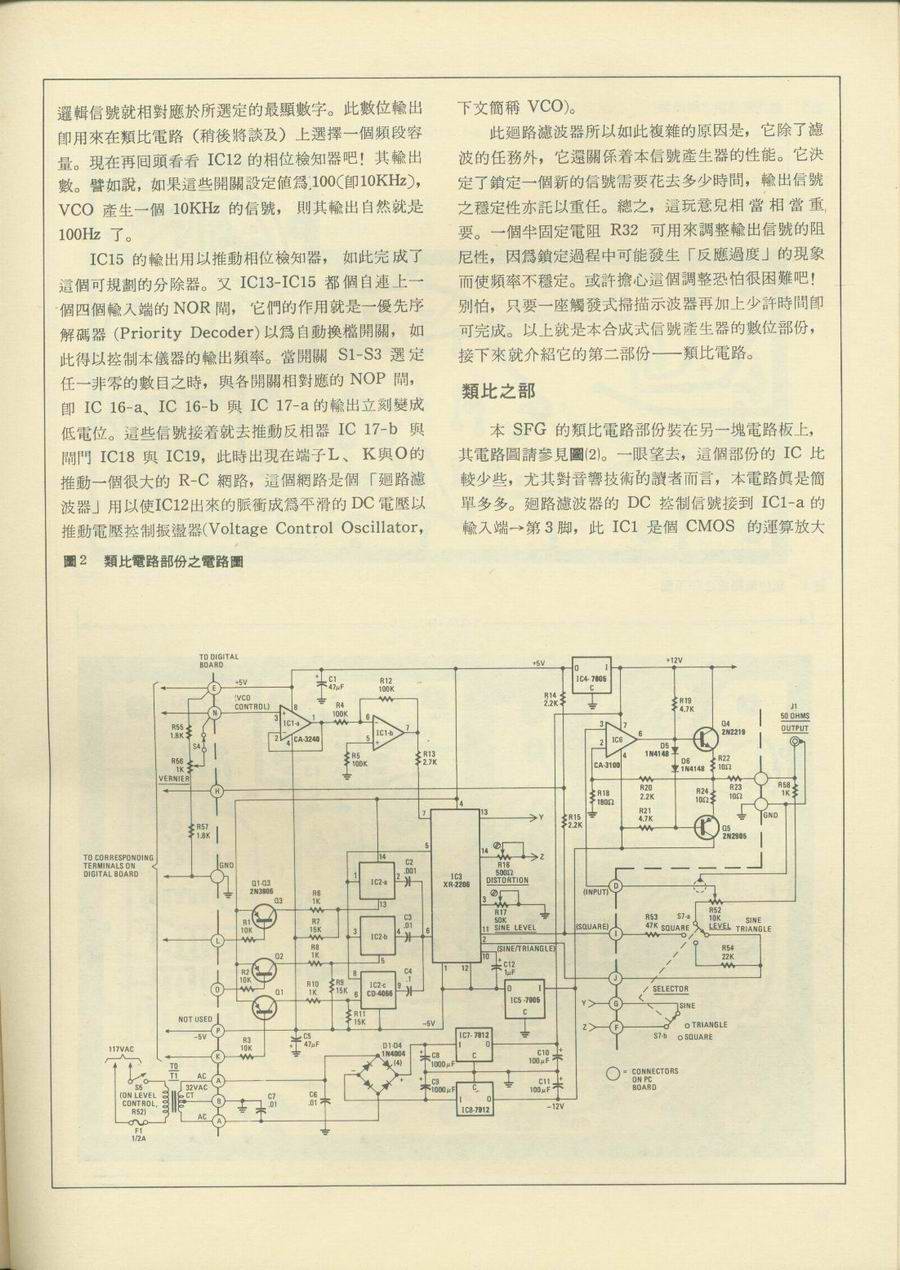 邏輯信號就相對應於所選定的最顯數字。此數位輸出
卽用來在類比電路（稍後將談及）上選擇一個頻段容
量。現在再囘頭看看 IC12 的相位檢知器吧！其輸出
數。譬如說，如果這些開關設定値爲100(卽10KHz)，
VCO 產生一個 10KHz 的信號， 則其輸出自然就是
100Hz 了。
IC15 的輸出用以推動相位檢知器， 如此完成了
這個可規劃的分除器。又 IC13-IC15 都個自連上一
個四個輸入端的 NOR 閘， 它們的作用就是一優先序
解碼器 (Priority Decoder) 以爲自動換檔開關， 如
此得以控制本儀器的輸出頻率。當開關 S1-S3 選定
任一非零的數目之時，與各開關相對應的 NOP 閘，
卽 IC 16-a、IC 16-b 與 IC 17-a 的輸出立刻變成
低電位。這些信號接着就去推動反相器 IC 17-b 與
閘門 IC18 與 IC19，此時出現在端子L、 K與O的
推動一個很大的 R-C 網路，這個網路是個「廻路濾
波器」用以使IC12出來的脈衝成爲平滑的 DC 電壓以
推動電壓控制振盪器(Voltage Control Oscillator,
下文簡稱 VCO)。
此廻路濾波器所以如此複雜的原因是，它除了濾
波的任務外，它還關係着本信號產生器的性能。它決
定了鎖定一個新的信號需要花去多少時間，輸出信號
之穩定性亦託以重任。總之，這玩意兒相當相當重
要。一個半固定電阻 R32 可用來調整輸出信號的阻
尼性，因爲鎖定過程中可能發生「反應過度」的現象
而使頻率不穩定。或許擔心這個調整恐怕很困難吧！
別怕，只要一座觸發式掃描示波器再加上少許時間卽
可完成。以上就是本合成式信號產生器的數位部份，
接下來就介紹它的第二部份——類比電路。
類比之部
本 SFG 的類比電路部份裝在另一塊電路板上，
其電路圖請參見圖(2)。一眼望去，這個部份的 IC 比
較少些，尤其對音響技術的讀者而言，本電路眞是簡
單多多。廻路濾波器的 DC 控制信號接到 IC1-a 的
輸入端→第 3 脚，此 IC1 是個 CMOS 的運算放大
圖 2 類比電路部份之電路圖
TO DIGITAL
BOARD
E
+5V
N
(VCO
CONTROL)
R55
1.8K
S4
R56
1K
VERNIER
H
R57
1.8K
TO CORRESPONDING
TERMINALS ON
DIGITAL BOARD
GND
L
O
NOT USED
P
-5V
K
117VAC
S5
(ON LEVEL
CONTROL,
R52)
F1
1/2A
TO
T1
32VAC
CT
AC
A
B
AC
A
C7
.01
C6
.01
C1
47μF
IC1-a
CA-3240
3
8
1
2
4
R4
100K
R12
100K
6
IC1-b
7
5
R5
100K
R13
2.7K
Q1-Q3
2N3906
Q3
R1
10K
Q2
R2
10K
Q1
R3
10K
R6
1K
R7
15K
R8
1K
R9
15K
R10
1K
R11
15K
C5
47μF
14
1
IC2-a
2
13
C2
.001
3
IC2-b
4
5
C3
.01
8
IC2-c
CD-4066
9
6
C4
.1
-6V
4
7
13
Y
5
14
Z
IC3
XR-2206
R16
500Ω
DISTORTION
3
R17
50K
SINE LEVEL
6
11
2
(SINE/TRIANGLE)
10
1
12
C12
1μF
O
I
IC5-7905
C
D1-D4
1N4004
(4)
C8
1000μF
C9
1000μF
IC7-7812
I
O
C
IC8-7912
C
I
O
C10
100μF
C11
100μF
-12V
+5V
O
I
IC4-7805
C
+12V
R14
2.2K
R15
2.2K
3
7
IC6
6
2
4
CA-3100
R18
180Ω
R19
4.7K
D5
1N4148
D6
1N4148
R20
2.2K
R21
4.7K
Q4
2N2219
R22
10Ω
R23
10Ω
R24
10Ω
Q5
2N2905
J1
50 OHMS
OUTPUT
R58
1K
GND
D
(INPUT)
(SQUARE)
I
R53
47K
SQUARE
S7-a
R52
10K
LEVEL
SINE
TRIANGLE
R54
22K
J
SELECTOR
Y
G
SINE
Z
F
S7-b
TRIANGLE
SQUARE
= CONNECTORS
ON PC
BOARD